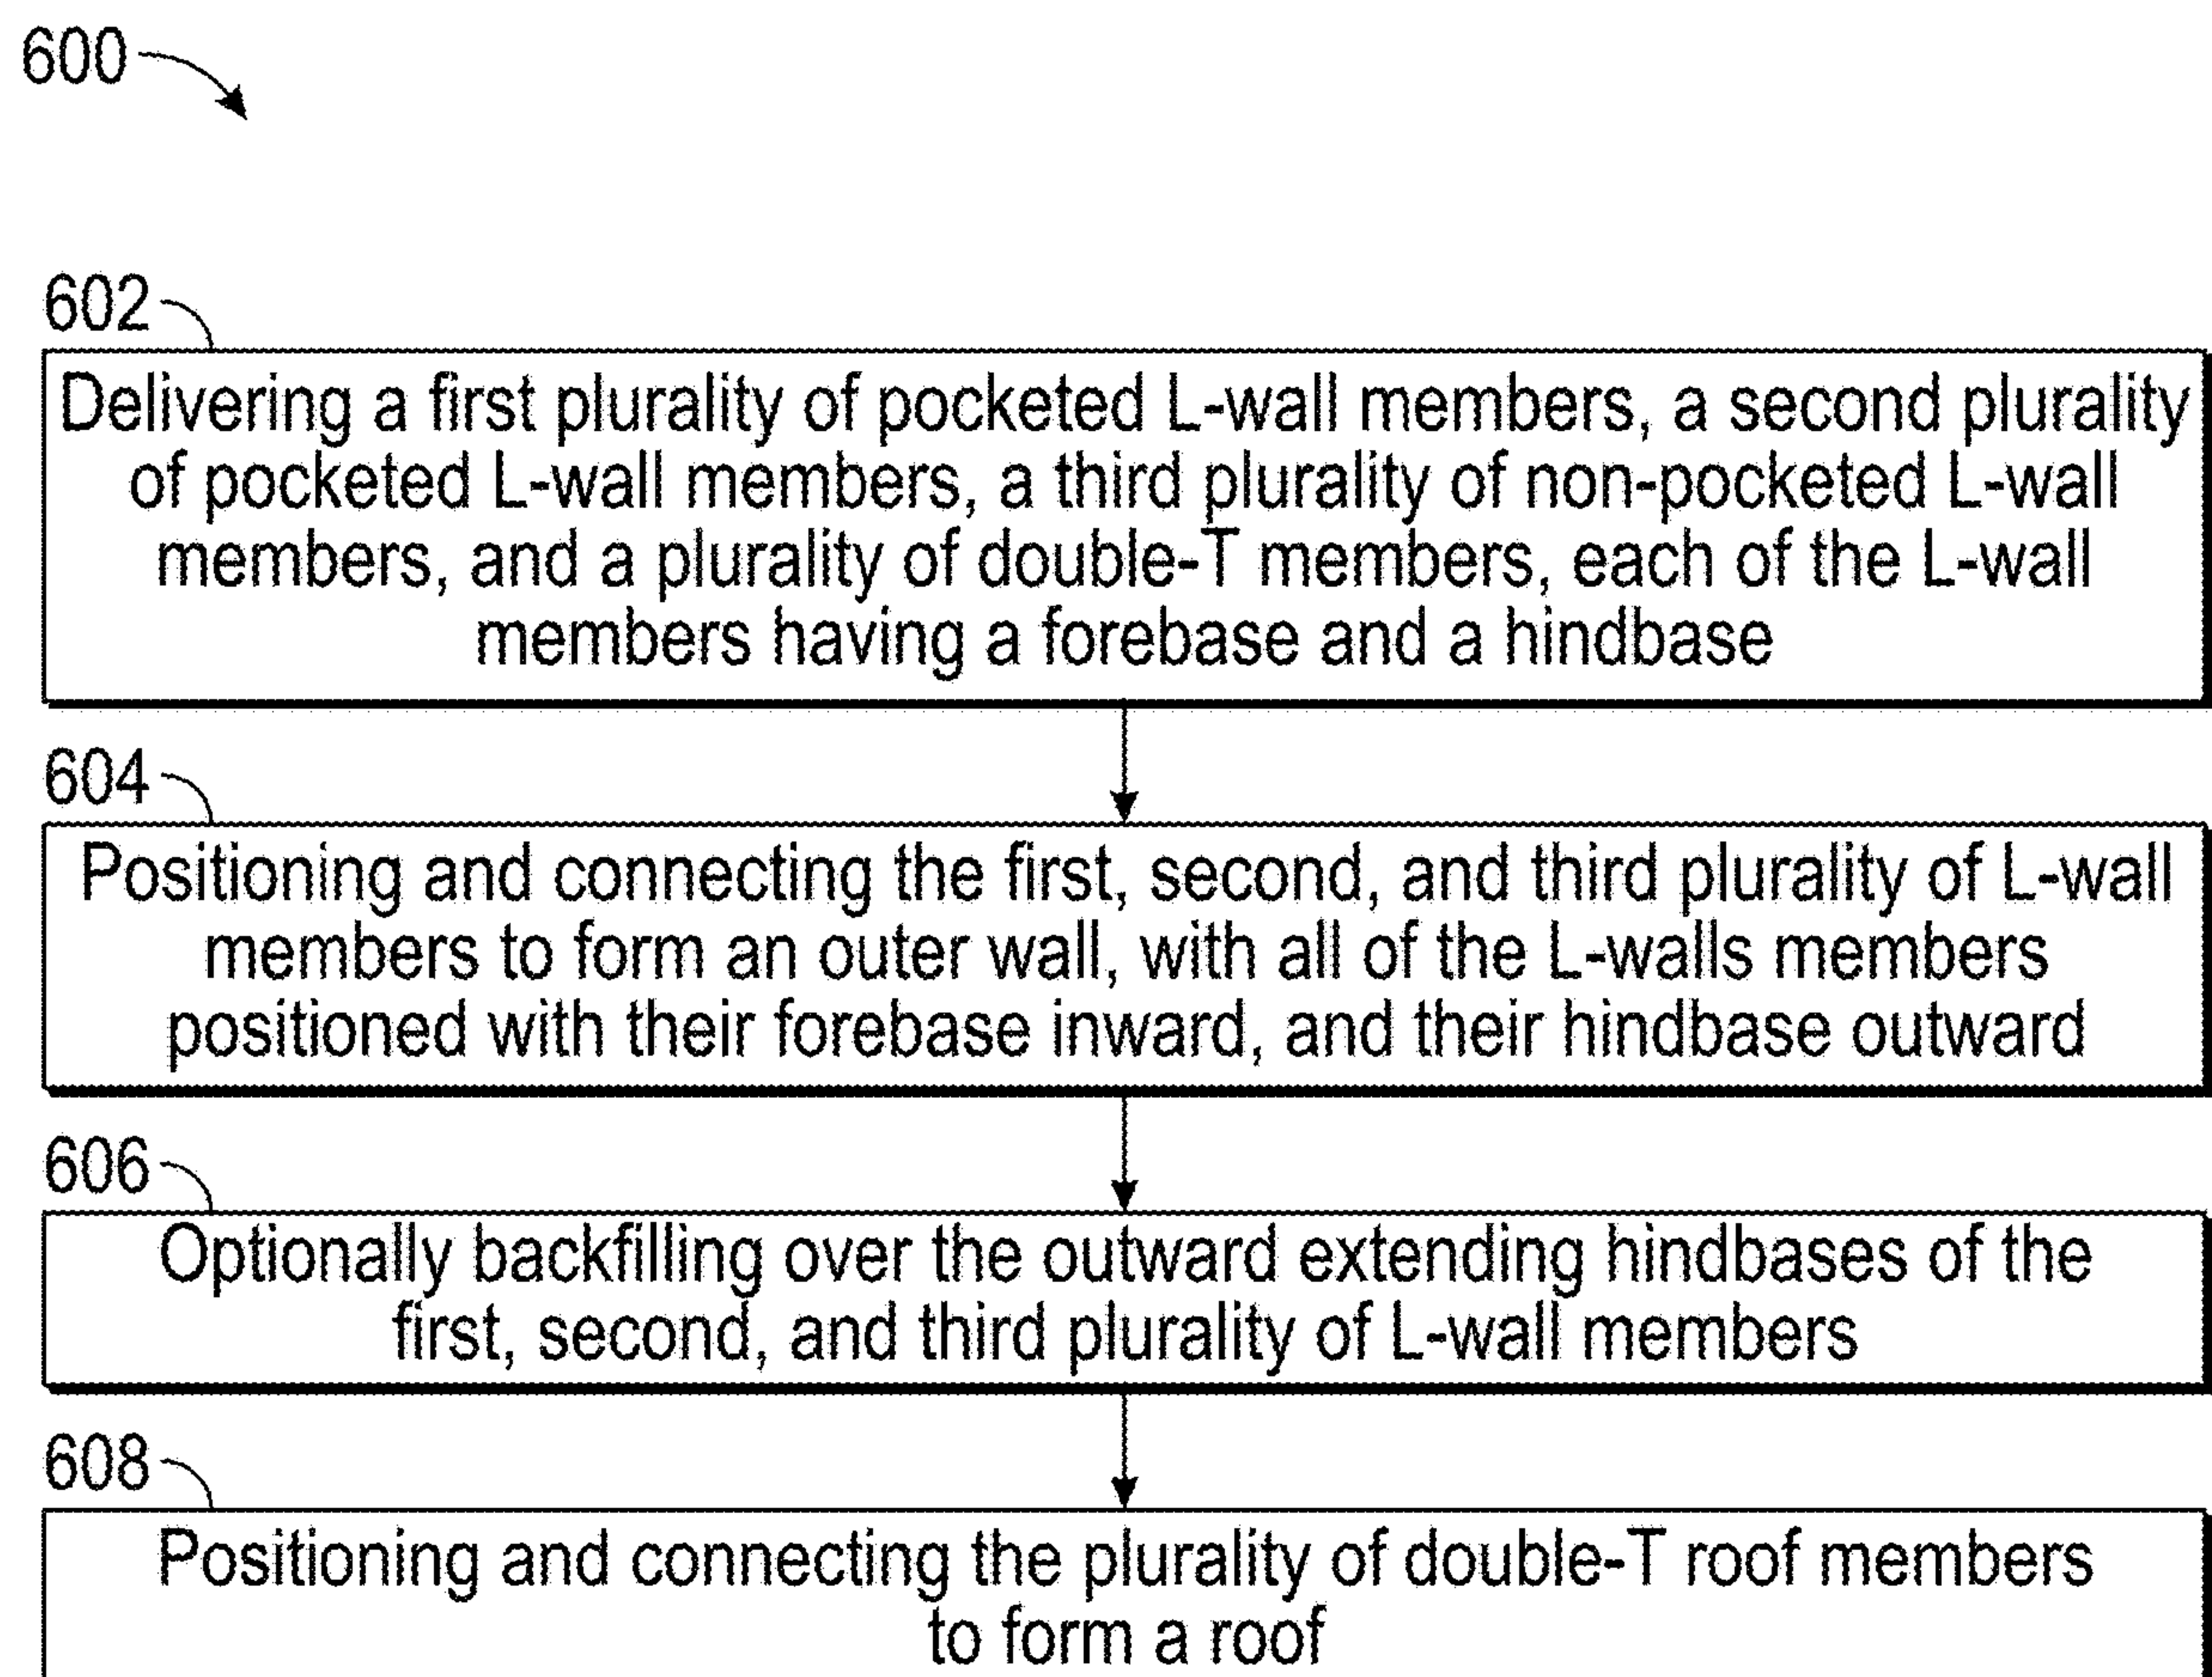 600
602
Delivering a first plurality of pocketed L-wall members, a second plurality
of pocketed L-wall members, a third plurality of non-pocketed L-wall
members, and a plurality of double-T members, each of the L-wall
members having a forebase and a hindbase
604
Positioning and connecting the first, second, and third plurality of L-wall
members to form an outer wall, with all of the L-walls members
positioned with their forebase inward, and their hindbase outward
606
Optionally backfilling over the outward extending hindbases of the
first, second, and third plurality of L-wall members
608
Positioning and connecting the plurality of double-T roof members
to form a roof